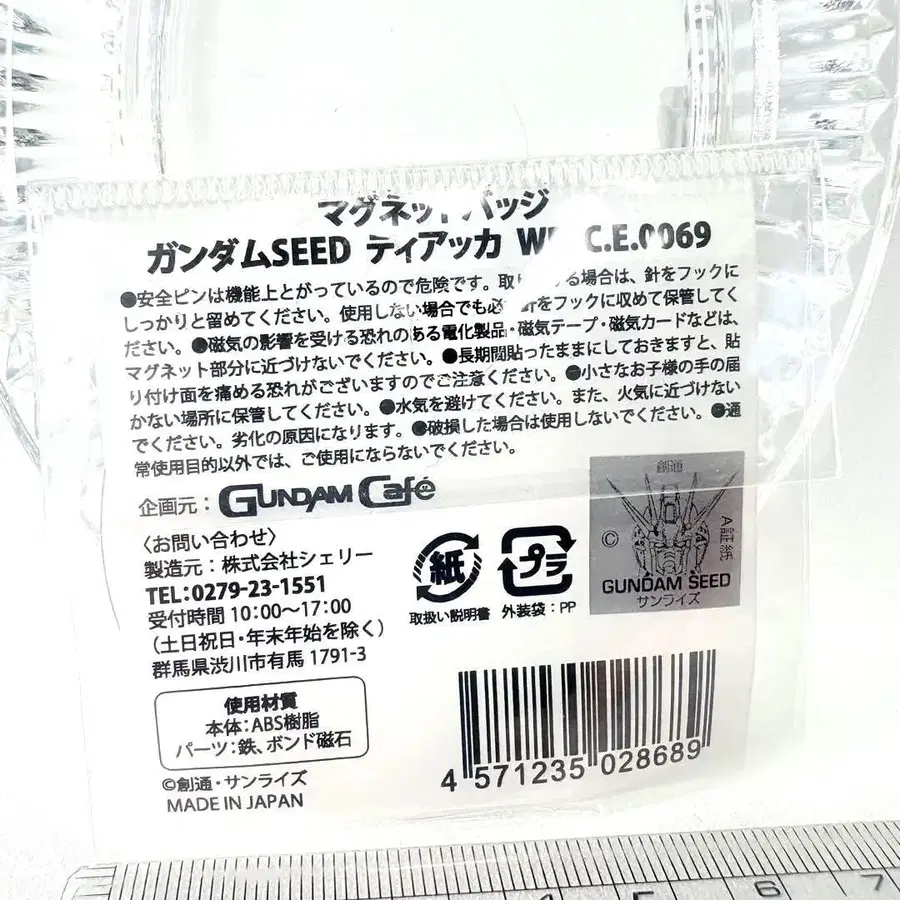 マグネットバッジ
ガンダムSEED ディアッカ C.E.0069
●安全ピンは機能上とがっているので危険です。取 る場合は、針をフックに
しっかりと留めてください。使用しない場合でも必 針をフックに収めて保管してく
ださい。●磁気の影響を受ける恐れのある電化製品・磁気テープ・磁気カードなどは、
マグネット部分に近づけないでください。●長期間貼ったままにしておきますと、貼
り付け面を痛める恐れがございますのでご注意ください。●小さなお子様の手の届
かない場所に保管してください。●水気を避けてください。また、火気に近づけない
でください。劣化の原因になります。●破損した場合は使用しないでください。●通
常使用目的以外では、ご使用にならないでください。
企画元：GUNDAM Café
〈お問い合わせ〉
製造元：株式会社シェリー
TEL:0279-23-1551
受付時間 10:00〜17:00
（土日祝日・年末年始を除く）
群馬県渋川市有馬 1791-3
紙
取扱い説明書
プラ
外装袋：PP
創通
©
A証紙
GUNDAM SEED
サンライズ
使用材質
本体：ABS樹脂
パーツ：鉄、ボンド磁石
©創通・サンライズ
MADE IN JAPAN
4 571235 028689
5
6
7